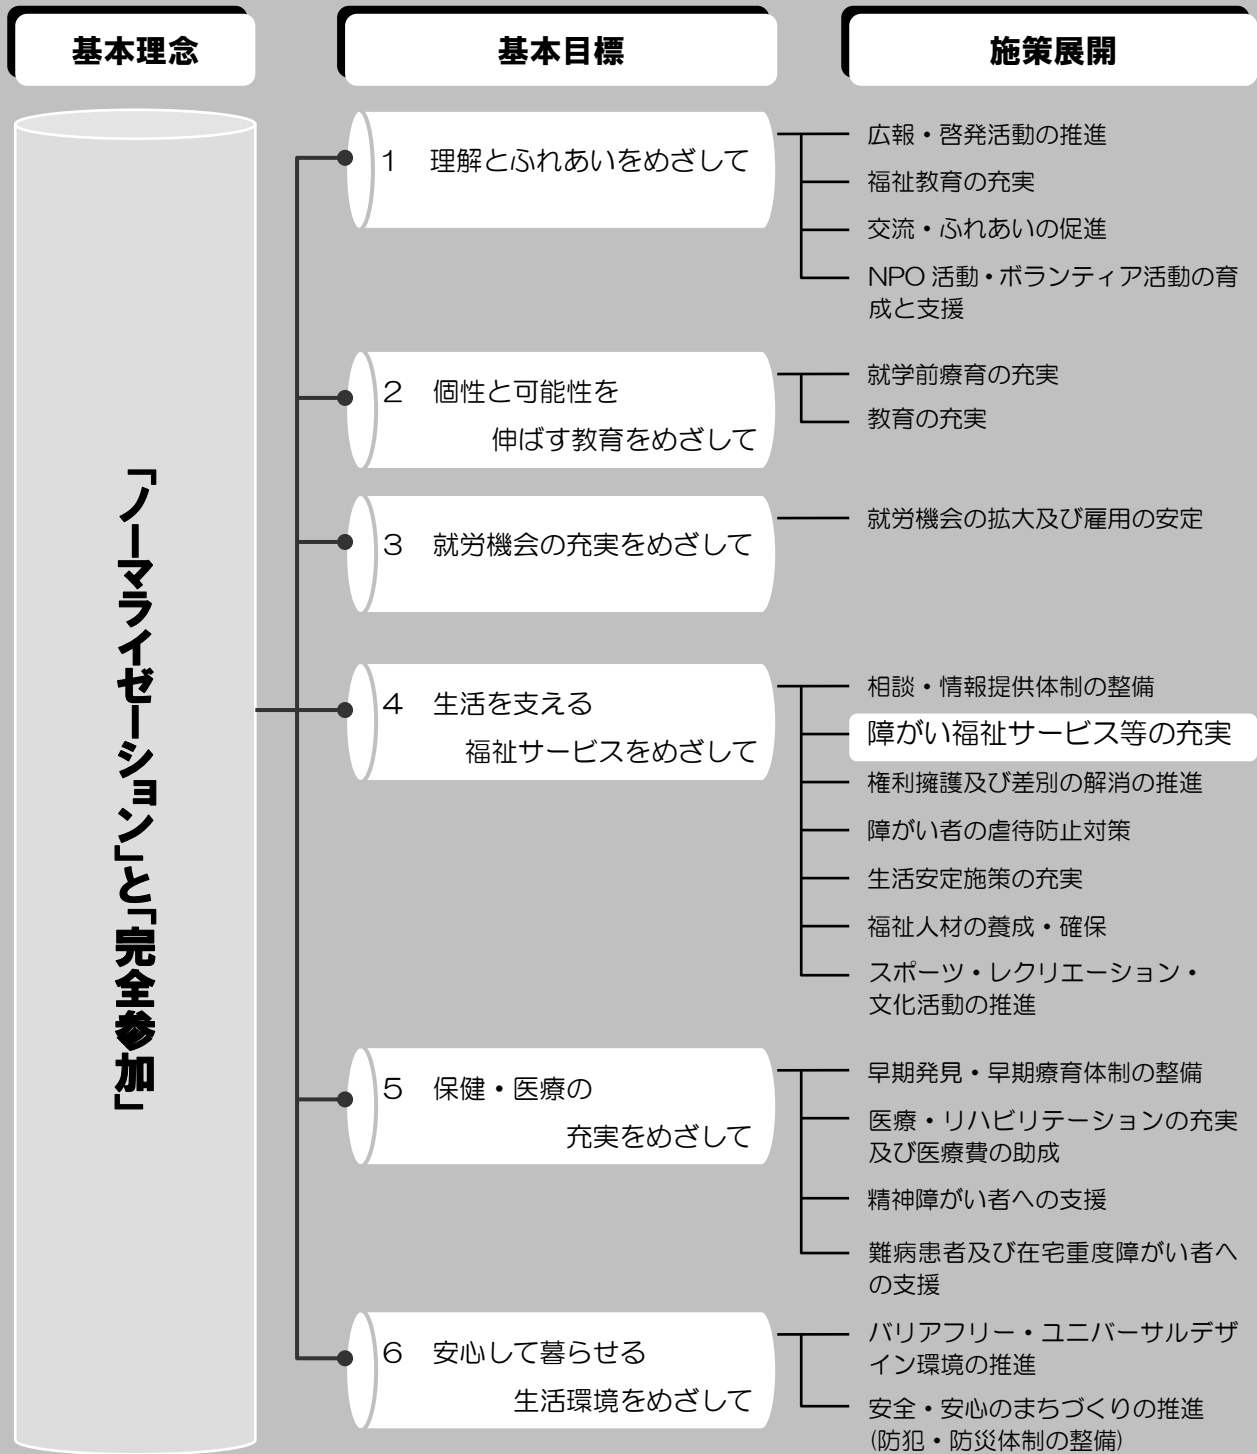 基本理念
基本目標
施策展開
「ノーマライゼーション」と「完全参加」
1 理解とふれあいをめざして
広報・啓発活動の推進
福祉教育の充実
交流・ふれあいの促進
NPO 活動・ボランティア活動の育
成と支援
2 個性と可能性を
伸ばす教育をめざして
就学前療育の充実
教育の充実
3 就労機会の充実をめざして
就労機会の拡大及び雇用の安定
4 生活を支える
福祉サービスをめざして
相談・情報提供体制の整備
障がい福祉サービス等の充実
権利擁護及び差別の解消の推進
障がい者の虐待防止対策
生活安定施策の充実
福祉人材の養成・確保
スポーツ・レクリエーション・
文化活動の推進
5 保健・医療の
充実をめざして
早期発見・早期療育体制の整備
医療・リハビリテーションの充実
及び医療費の助成
精神障がい者への支援
難病患者及び在宅重度障がい者へ
の支援
6 安心して暮らせる
生活環境をめざして
バリアフリー・ユニバーサルデザ
イン環境の推進
安全・安心のまちづくりの推進
(防犯・防災体制の整備)